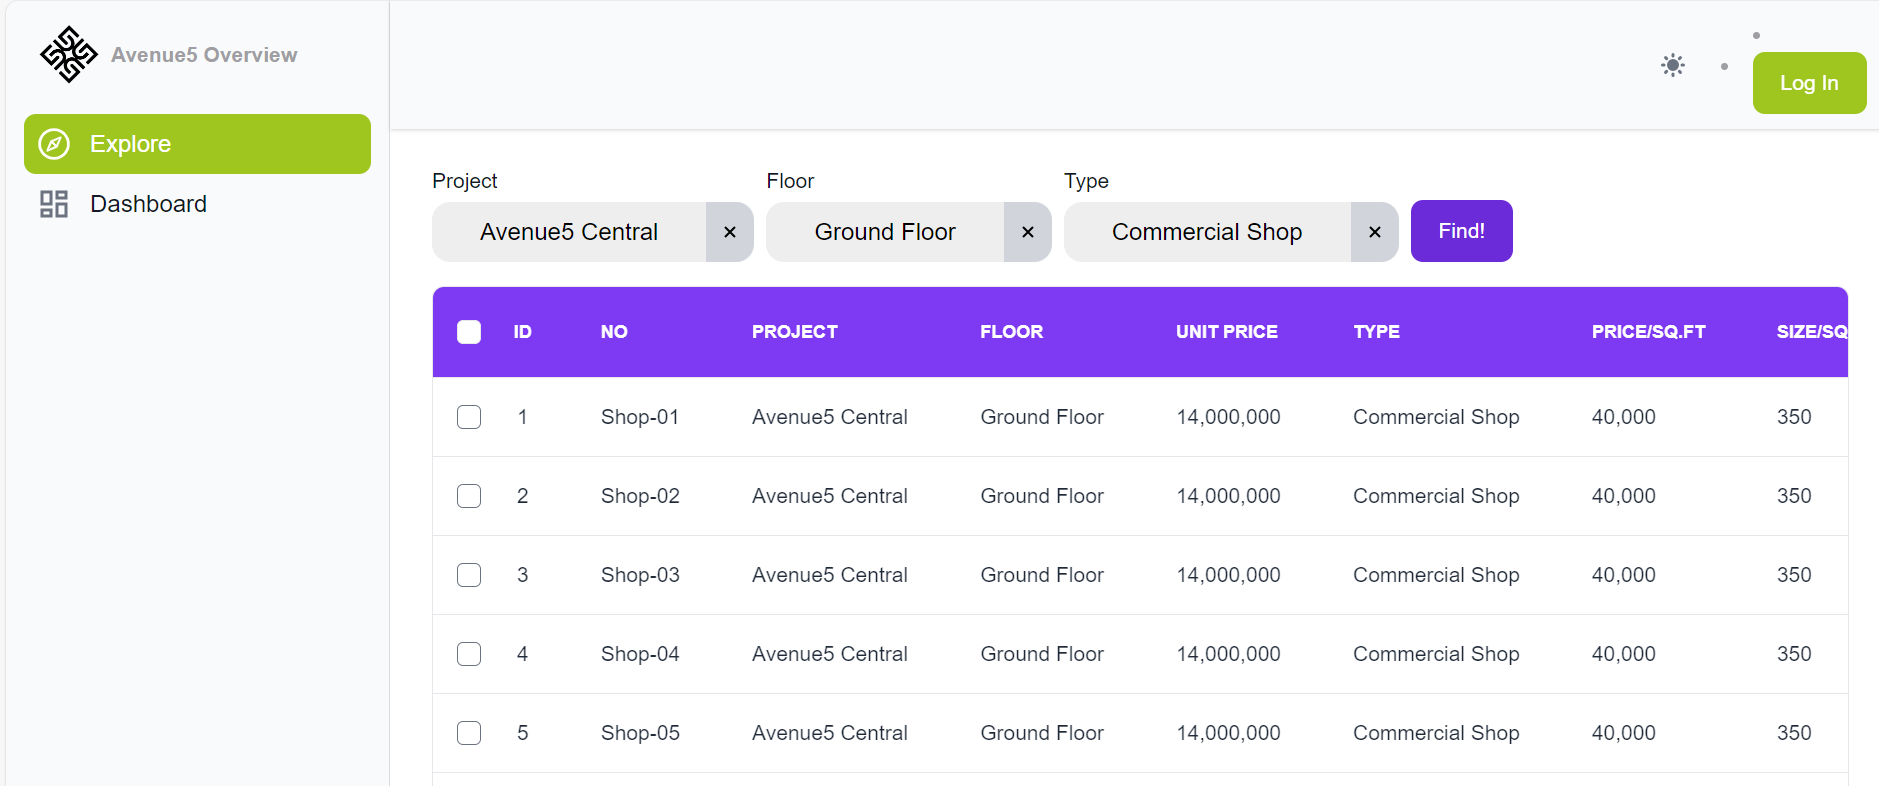 Avenue5 Overview
Explore
Dashboard
Log In
Project
Floor
Type
Avenue5 Central ×
Ground Floor ×
Commercial Shop ×
Find!
ID NO PROJECT FLOOR UNIT PRICE TYPE PRICE/SQ.FT SIZE/SQ
1 Shop-01 Avenue5 Central Ground Floor 14,000,000 Commercial Shop 40,000 350
2 Shop-02 Avenue5 Central Ground Floor 14,000,000 Commercial Shop 40,000 350
3 Shop-03 Avenue5 Central Ground Floor 14,000,000 Commercial Shop 40,000 350
4 Shop-04 Avenue5 Central Ground Floor 14,000,000 Commercial Shop 40,000 350
5 Shop-05 Avenue5 Central Ground Floor 14,000,000 Commercial Shop 40,000 350